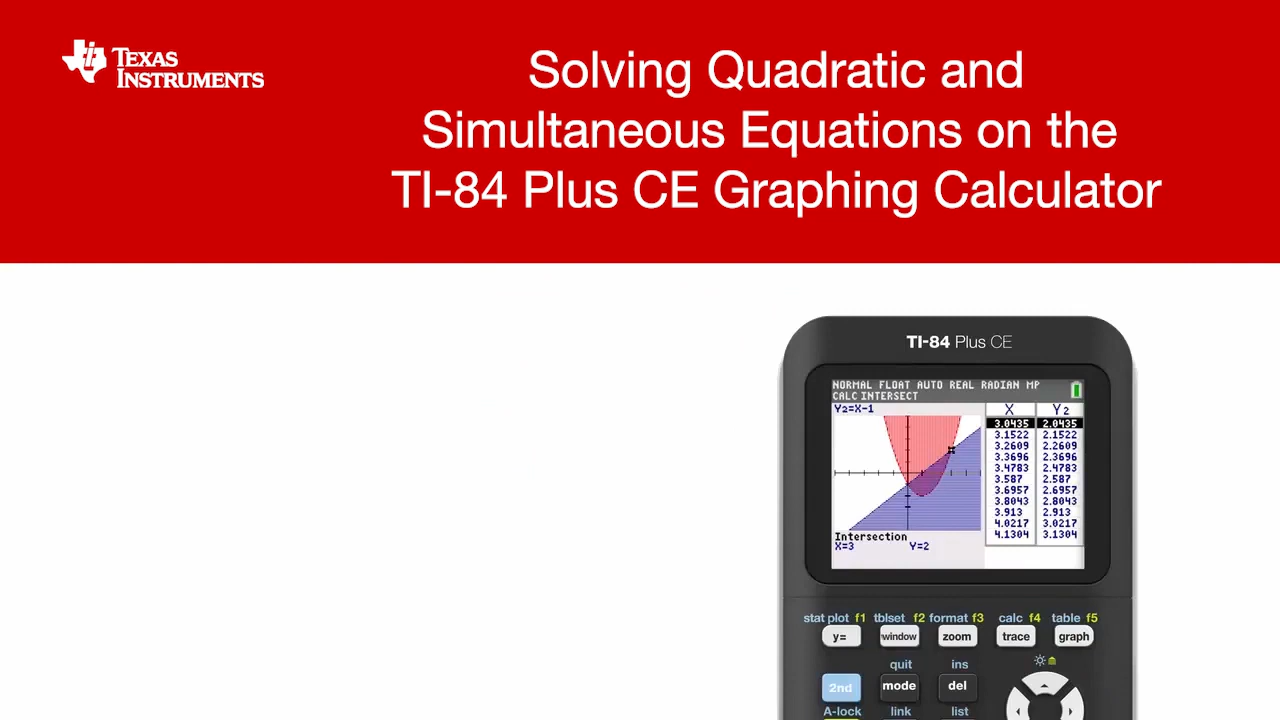 TEXAS
INSTRUMENTS
Solving Quadratic and
Simultaneous Equations on the
TI-84 Plus CE Graphing Calculator
TI-84 Plus CE
NORMAL FLOAT AUTO REAL RADIAN MP
CALC INTERSECT
Y2=X-1
X Y2
3.0435 2.0435
3.1522 2.1522
3.2609 2.2609
3.3696 2.3696
3.4783 2.4783
3.587 2.587
3.6957 2.6957
3.8043 2.8043
3.913 2.913
4.0217 3.0217
4.1304 3.1304
Intersection
X=3 Y=2
stat plot f1 tblset f2 format f3 calc f4 table f5
y= window zoom trace graph
quit ins
2nd mode del
A-lock link list